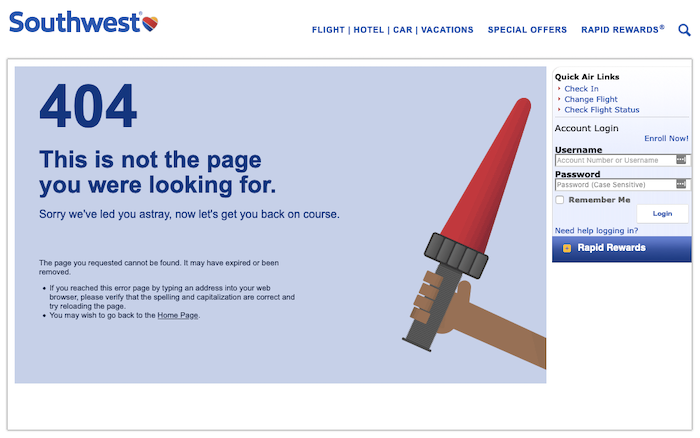 Southwest®
FLIGHT | HOTEL | CAR | VACATIONS SPECIAL OFFERS RAPID REWARDS®
404
This is not the page
you were looking for.
Sorry we've led you astray, now let's get you back on course.
The page you requested cannot be found. It may have expired or been
removed.
• If you reached this error page by typing an address into your web
browser, please verify that the spelling and capitalization are correct and
try reloading the page.
• You may wish to go back to the Home Page.
Quick Air Links
Check In
Change Flight
Check Flight Status
Account Login
Enroll Now!
Username
Account Number or Username
Password
Password (Case Sensitive)
Remember Me
Login
Need help logging in?
Rapid Rewards